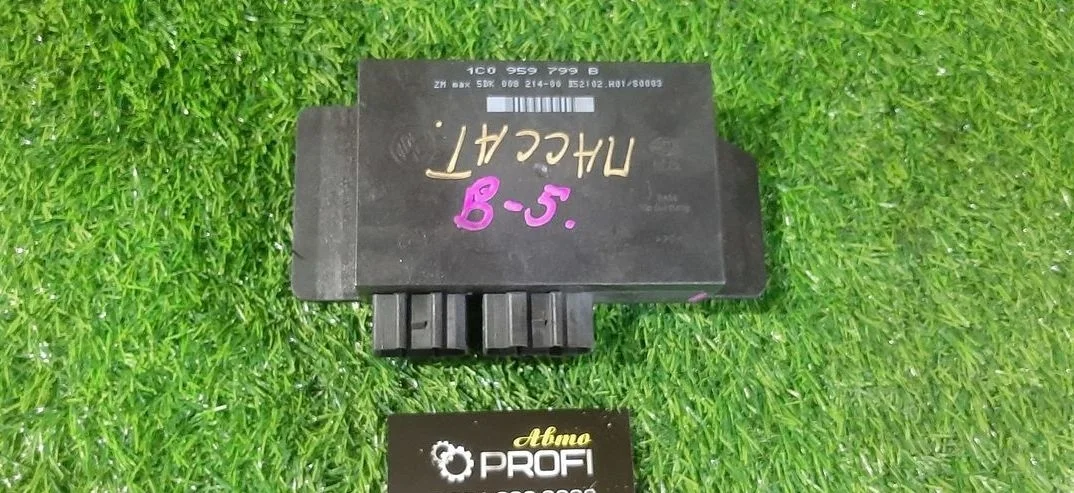 1C0 959 799 B
ZM max 5DK 008 214-00 352102.H01/S0003
ПАССАТ.
B-5.
Авто
PROFI